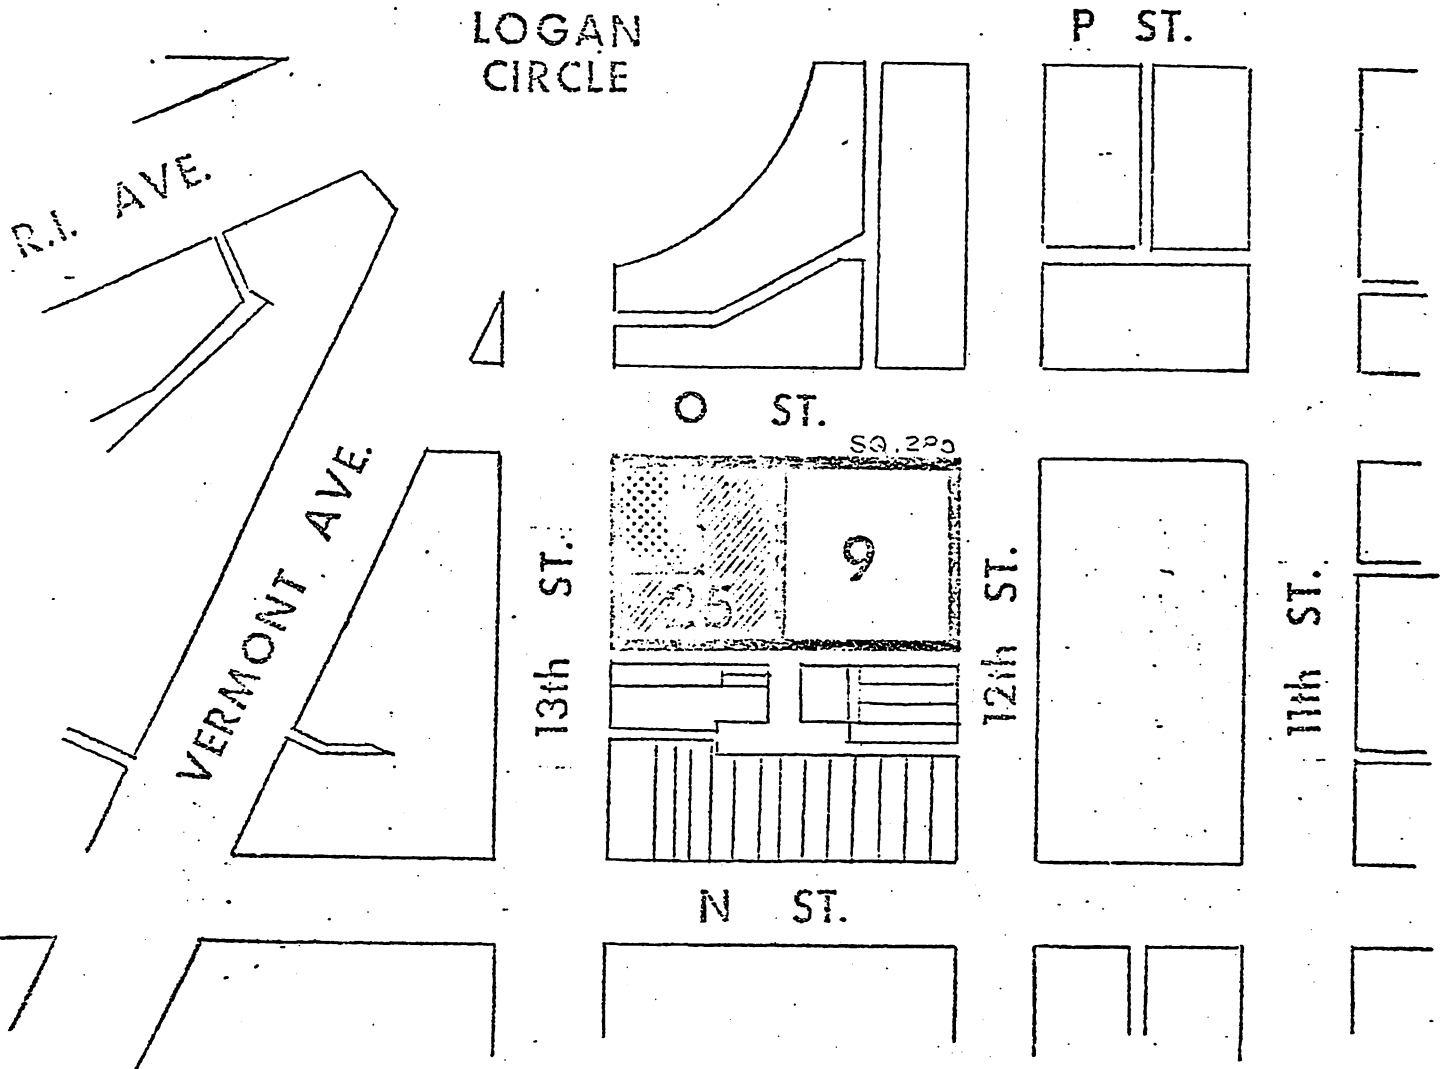 LOGAN
CIRCLE
P ST.
R.I. AVE.
O ST.
VERMONT AVE.
13th ST.
9
25
12th ST.
11th ST.
N ST.